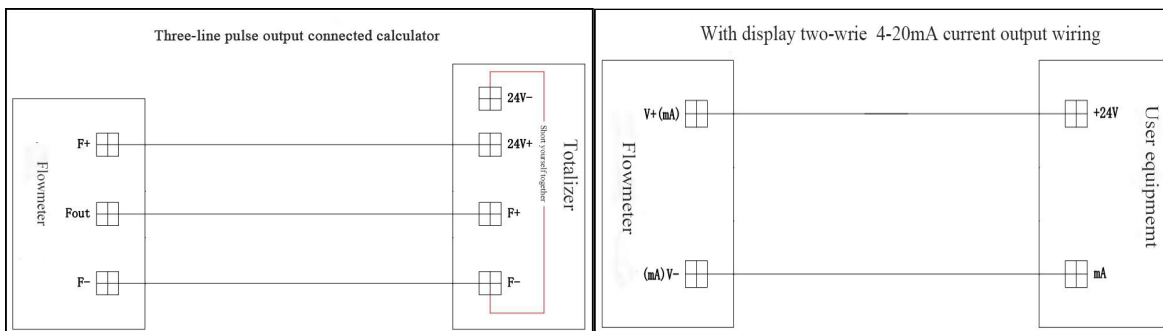 Three-line pulse output connected calculator
24V-
F+
24V+
Fout
F+
F-
F-
Flowmeter
Short yourself together
Totalizer
With display two-wrie 4-20mA current output wiring
V+(mA)
+24V
(mA)V-
mA
Flowmeter
User equipmemt